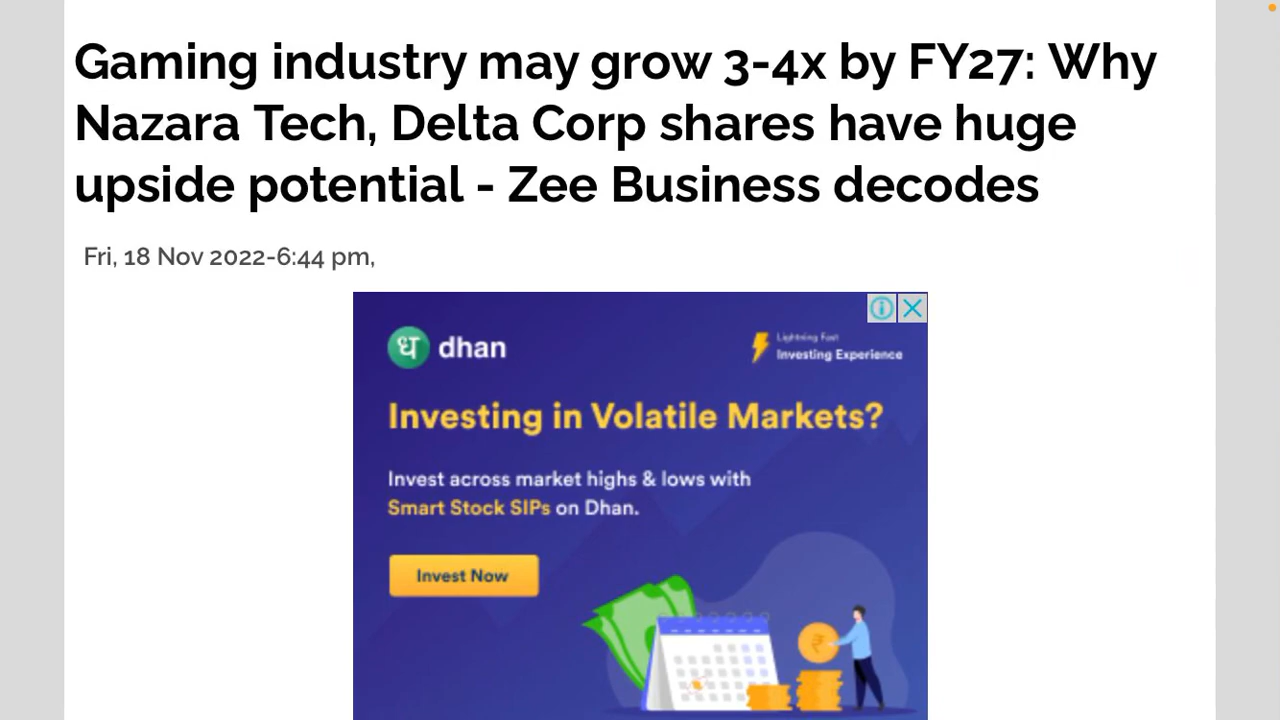 Gaming industry may grow 3-4x by FY27: Why
Nazara Tech, Delta Corp shares have huge
upside potential - Zee Business decodes
Fri, 18 Nov 2022-6:44 pm,
ध dhan
Lightning Fast
Investing Experience
Investing in Volatile Markets?
Invest across market highs & lows with
Smart Stock SIPs on Dhan.
Invest Now
₹